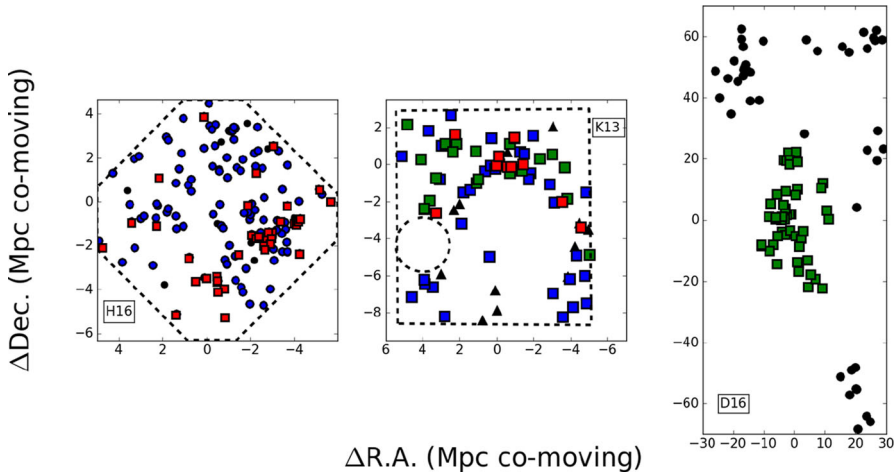 ΔDec. (Mpc co-moving)
4
2
0
−2
−4
−6
4 2 0 −2 −4
H16
2
0
−2
−4
−6
−8
6 4 2 0 −2 −4 −6
K13
60
40
20
0
−20
−40
−60
−30 −20 −10 0 10 20 30
D16
ΔR.A. (Mpc co-moving)